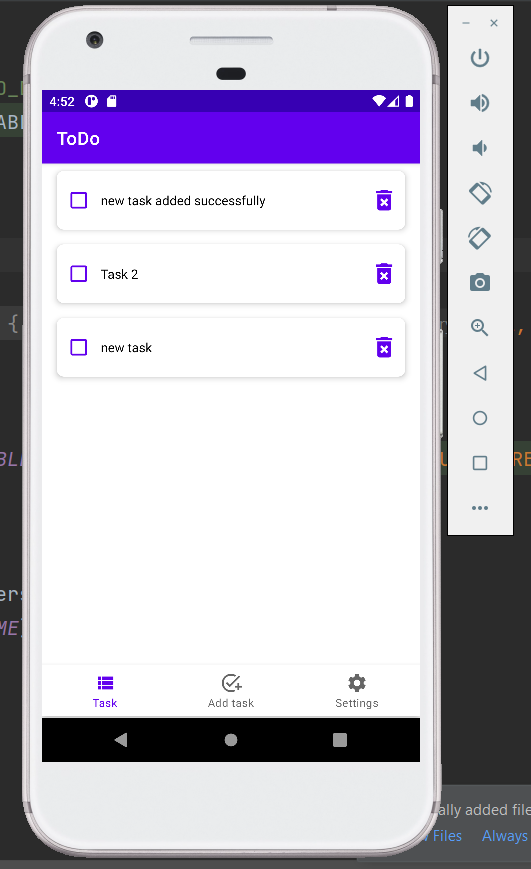 4:52
ToDo
new task added successfully
Task 2
new task
Task
Add task
Settings
ally added file
Files Always